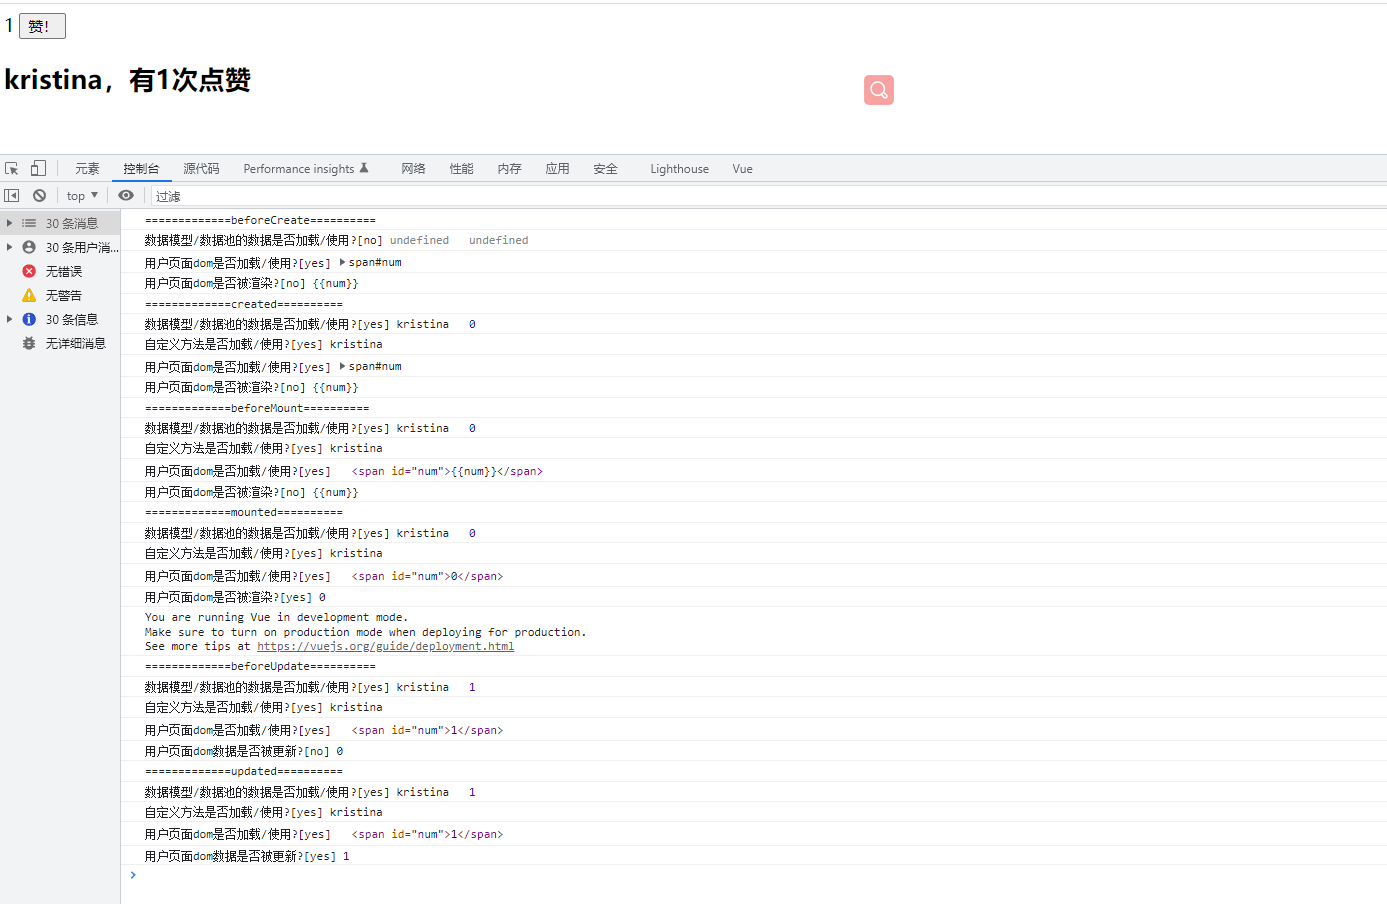 1 赞!
kristina，有1次点赞
元素 控制台 源代码 Performance insights 网络 性能 内存 应用 安全 Lighthouse Vue
top 过滤
30 条消息
30 条用户消...
无错误
无警告
30 条信息
无详细消息
=============beforeCreate==========
数据模型/数据池的数据是否加载/使用?[no] undefined undefined
用户页面dom是否加载/使用?[yes] span#num
用户页面dom是否被渲染?[no] {{num}}
=============created==========
数据模型/数据池的数据是否加载/使用?[yes] kristina 0
自定义方法是否加载/使用?[yes] kristina
用户页面dom是否加载/使用?[yes] span#num
用户页面dom是否被渲染?[no] {{num}}
=============beforeMount==========
数据模型/数据池的数据是否加载/使用?[yes] kristina 0
自定义方法是否加载/使用?[yes] kristina
用户页面dom是否加载/使用?[yes] <span id="num">{{num}}</span>
用户页面dom是否被渲染?[no] {{num}}
=============mounted==========
数据模型/数据池的数据是否加载/使用?[yes] kristina 0
自定义方法是否加载/使用?[yes] kristina
用户页面dom是否加载/使用?[yes] <span id="num">0</span>
用户页面dom是否被渲染?[yes] 0
You are running Vue in development mode.
Make sure to turn on production mode when deploying for production.
See more tips at https://vuejs.org/guide/deployment.html
=============beforeUpdate==========
数据模型/数据池的数据是否加载/使用?[yes] kristina 1
自定义方法是否加载/使用?[yes] kristina
用户页面dom是否加载/使用?[yes] <span id="num">1</span>
用户页面dom数据是否被更新?[no] 0
=============updated==========
数据模型/数据池的数据是否加载/使用?[yes] kristina 1
自定义方法是否加载/使用?[yes] kristina
用户页面dom是否加载/使用?[yes] <span id="num">1</span>
用户页面dom数据是否被更新?[yes] 1